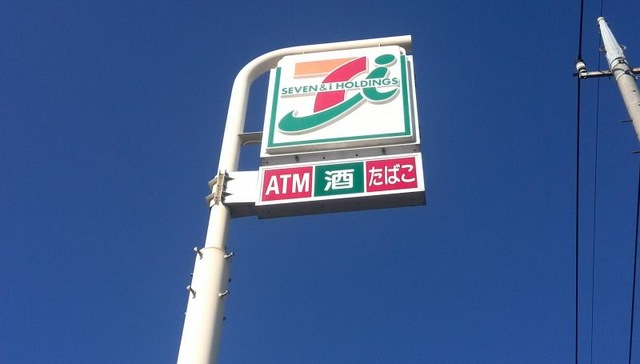 SEVEN & i HOLDINGS
ATM 酒 たばこ